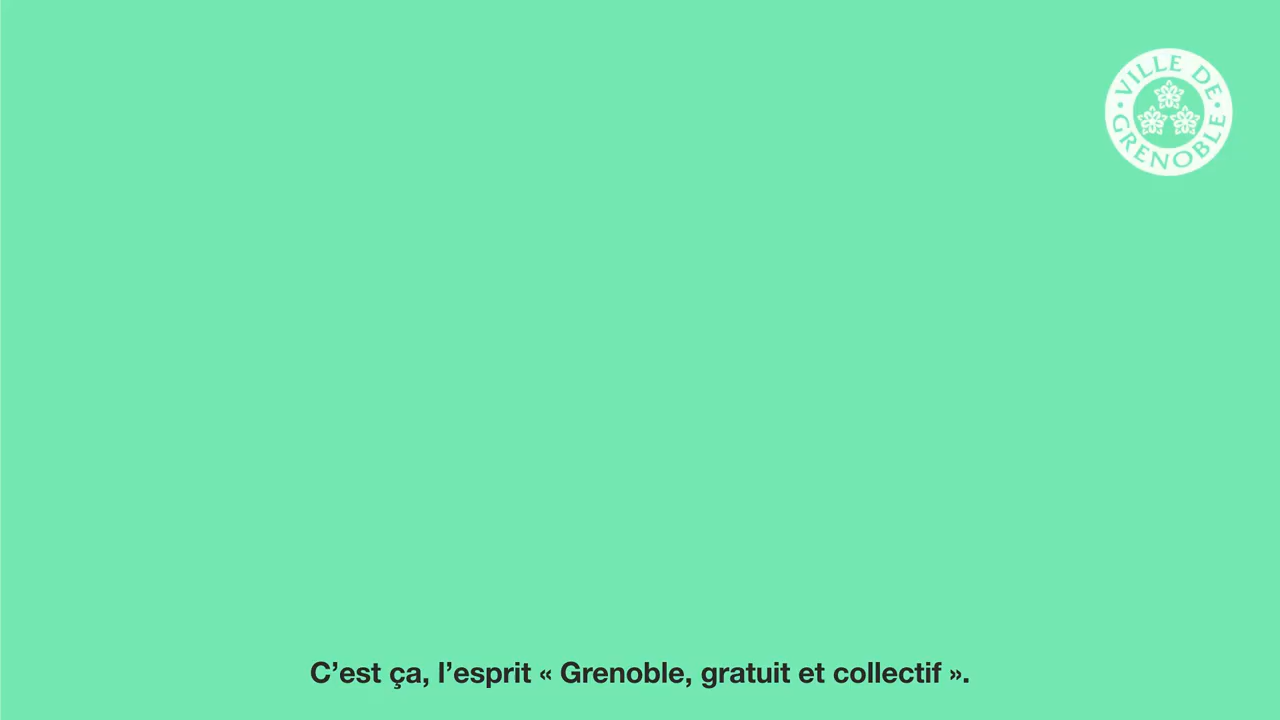 VILLE DE
GRENOBLE
C’est ça, l’esprit « Grenoble, gratuit et collectif ».